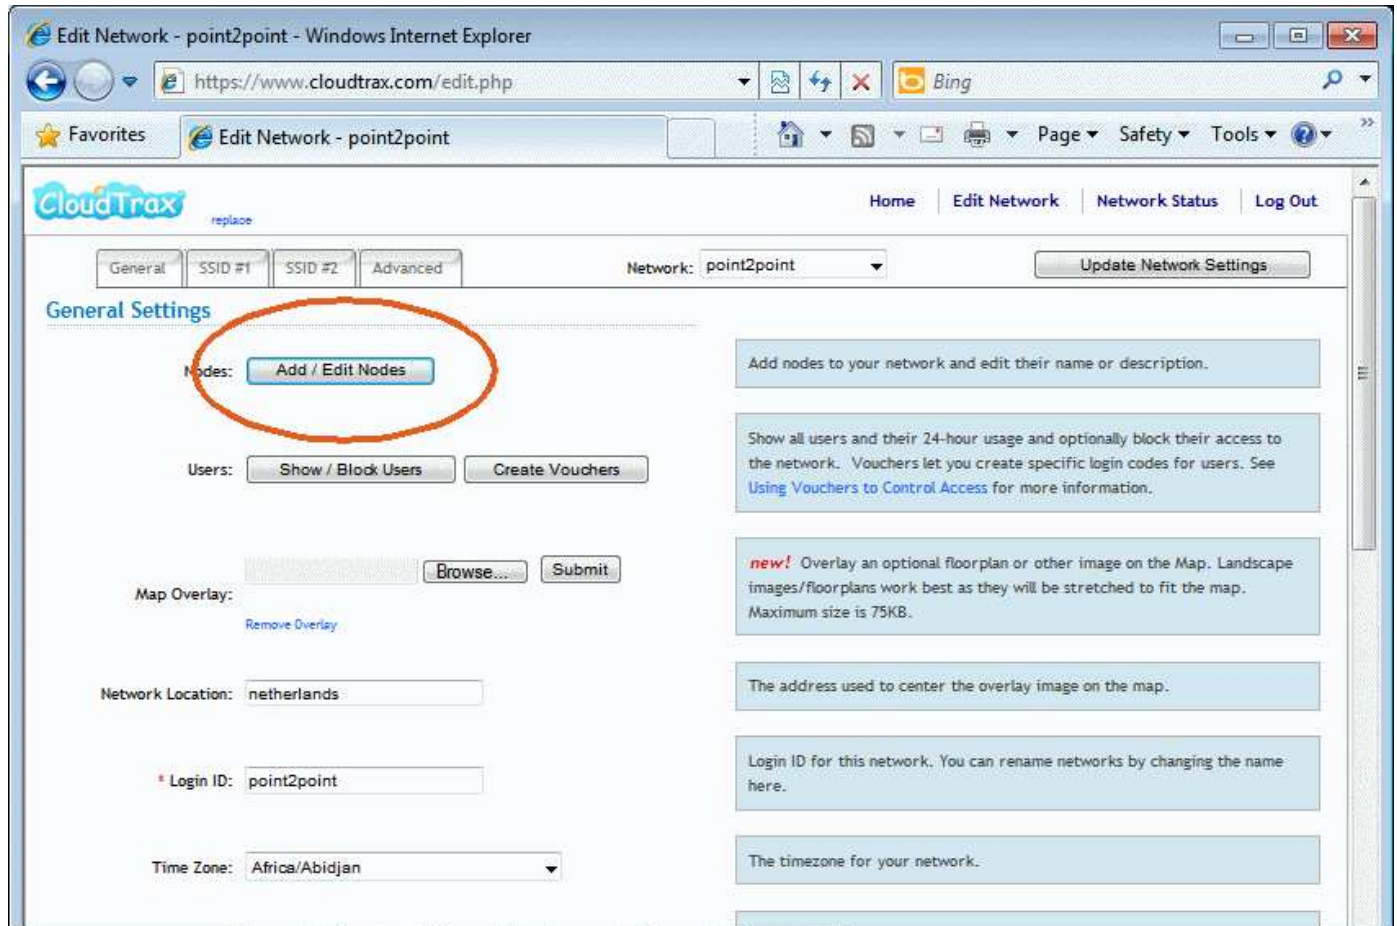 Edit Network - point2point - Windows Internet Explorer
https://www.cloudtrax.com/edit.php
Bing
Favorites
Edit Network - point2point
Page
Safety
Tools
CloudTrax
replace
Home
Edit Network
Network Status
Log Out
General
SSID #1
SSID #2
Advanced
Network:
point2point
Update Network Settings
General Settings
Nodes:
Add / Edit Nodes
Add nodes to your network and edit their name or description.
Users:
Show / Block Users
Create Vouchers
Show all users and their 24-hour usage and optionally block their access to
the network. Vouchers let you create specific login codes for users. See
Using Vouchers to Control Access for more information.
Map Overlay:
Browse...
Submit
Remove Overlay
new! Overlay an optional floorplan or other image on the Map. Landscape
images/floorplans work best as they will be stretched to fit the map.
Maximum size is 75KB.
Network Location:
netherlands
The address used to center the overlay image on the map.
* Login ID:
point2point
Login ID for this network. You can rename networks by changing the name
here.
Time Zone:
Africa/Abidjan
The timezone for your network.